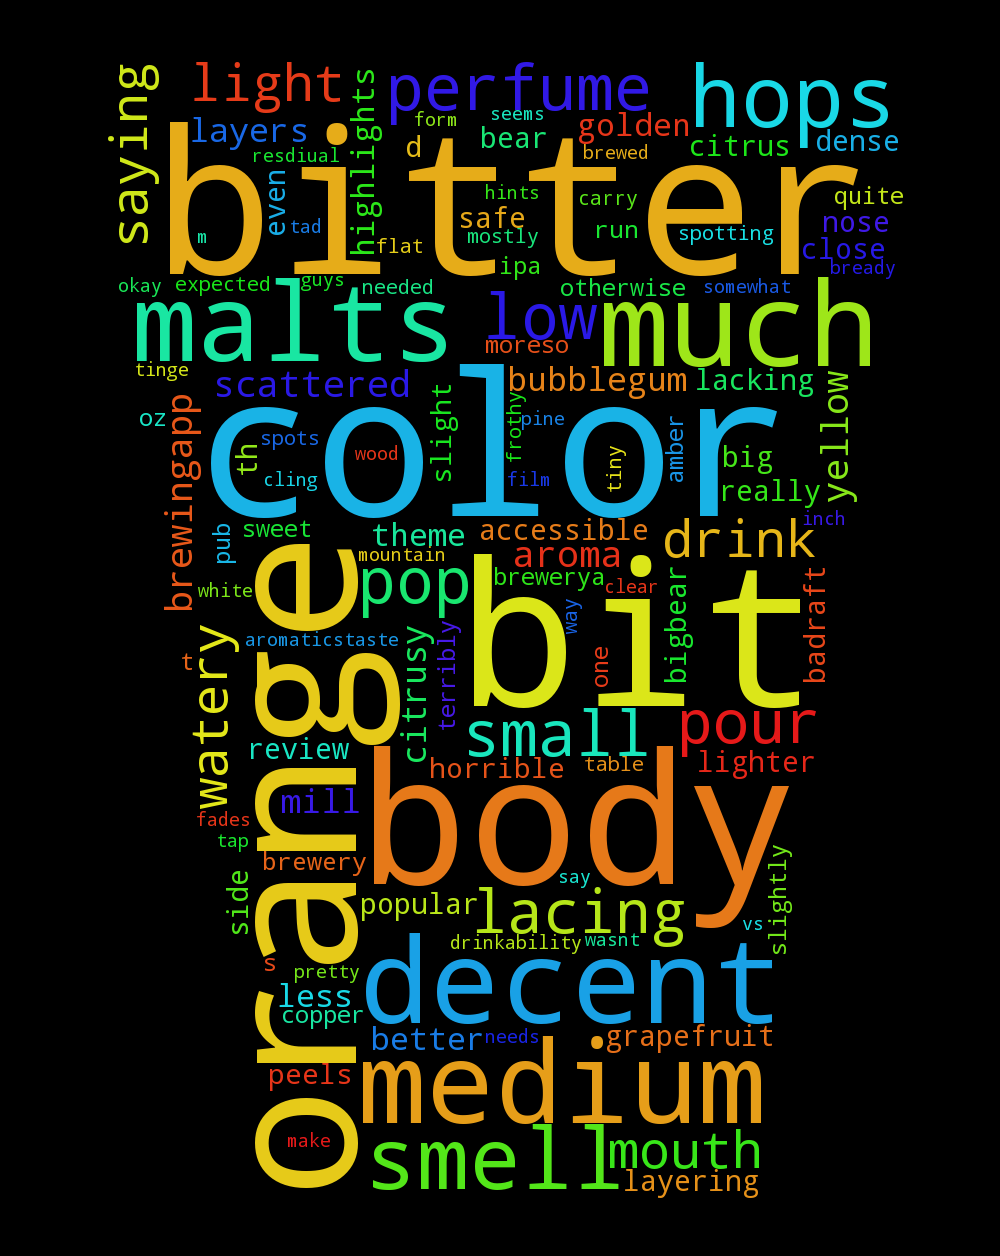 saying
light
highlights
perfume
hops
form
seems
layers
bear
golden
citrus
dense
resdiual
d
brewed
bitter
even
tad
m
hints
carry
quite
safe
nose
flat
mostly
run
spotting
close
ipa
bready
okay
expected
guys
needed
otherwise
somewhat
malts
low
much
moreso
tinge
scattered
bubblegum
lacking
yellow
oz
brewingapp
color
slight
frothy
pine
amber
th
spots
wood
tiny
big
cling
film
really
inch
pub
sweet
theme
accessible
drink
mountain
aroma
white
pop
brewerya
clear
bit
way
bigbear
badraft
aromaticstaste
orange
watery
citrusy
terribly
t
one
small
pour
review
horrible
table
lighter
mill
body
fades
tap
brewery
side
say
slightly
popular
lacing
vs
drinkability
wasnt
s
pretty
decent
less
copper
better
needs
grapefruit
peels
medium
make
smell
mouth
layering